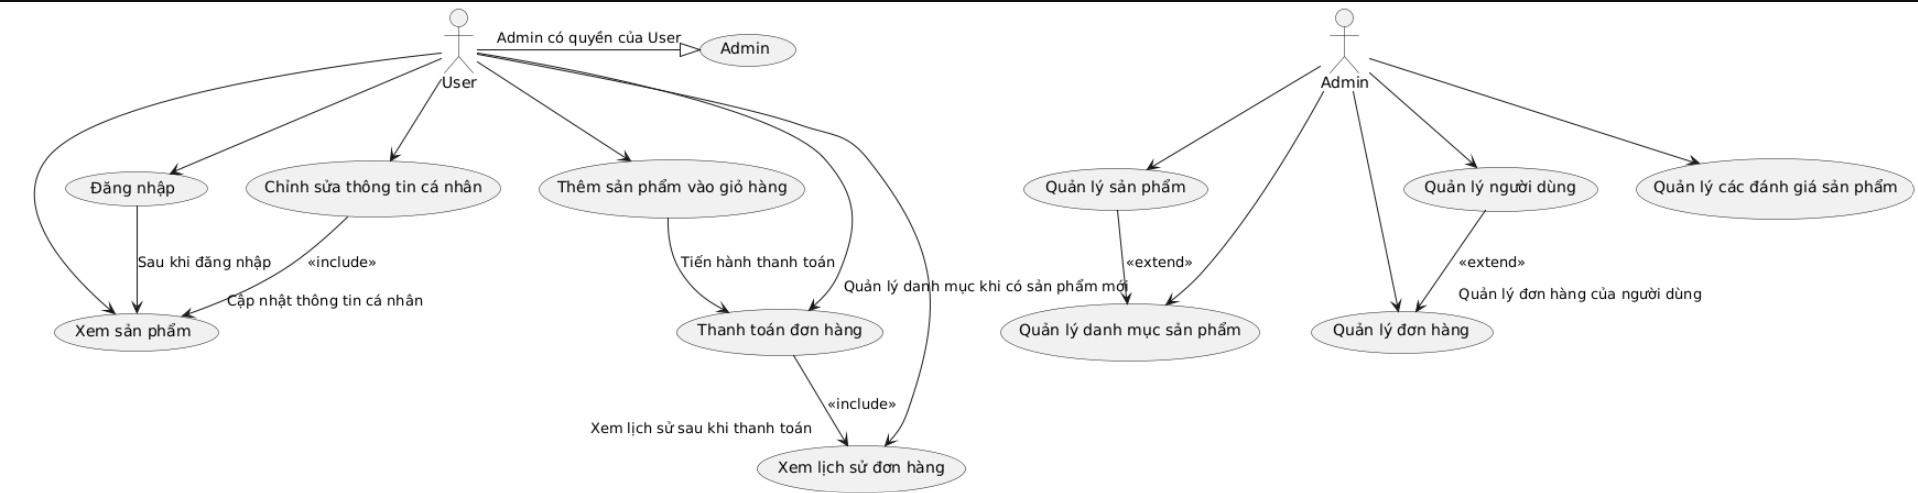 Admin có quyền của User
Admin
User
Admin
Đăng nhập
Chỉnh sửa thông tin cá nhân
Thêm sản phẩm vào giỏ hàng
Quản lý sản phẩm
Quản lý người dùng
Quản lý các đánh giá sản phẩm
Sau khi đăng nhập
«include»
Cập nhật thông tin cá nhân
Tiến hành thanh toán
Quản lý danh mục khi có sản phẩm mới
«extend»
«extend»
Quản lý đơn hàng của người dùng
Xem sản phẩm
Thanh toán đơn hàng
Quản lý danh mục sản phẩm
Quản lý đơn hàng
«include»
Xem lịch sử sau khi thanh toán
Xem lịch sử đơn hàng